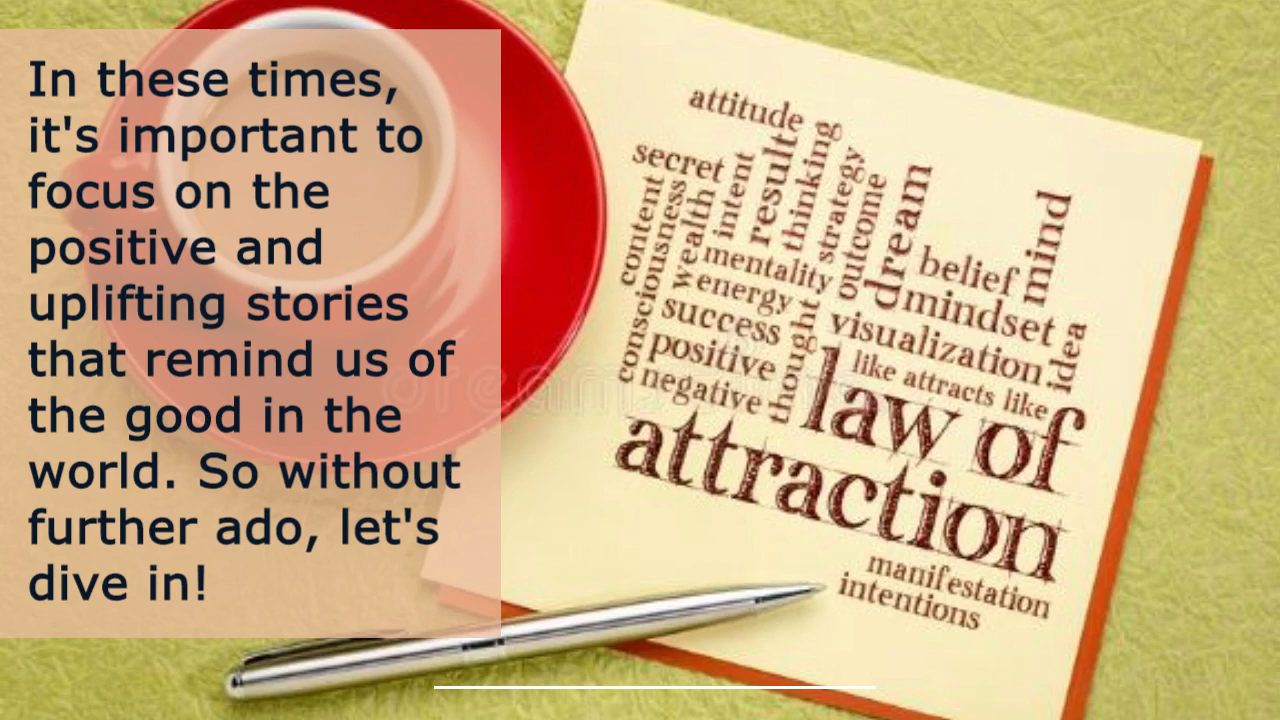 In these times,
it's important to
focus on the
positive and
uplifting stories
that remind us of
the good in the
world. So without
further ado, let's
dive in!
attitude
secret
content
consciousness
wealth
intent
result
thinking
strategy
outcome
dream
mind
belief
mentality
mindset
energy
success
thought
visualization
idea
positive
like attracts like
negative
law of
attraction
manifestation
intentions